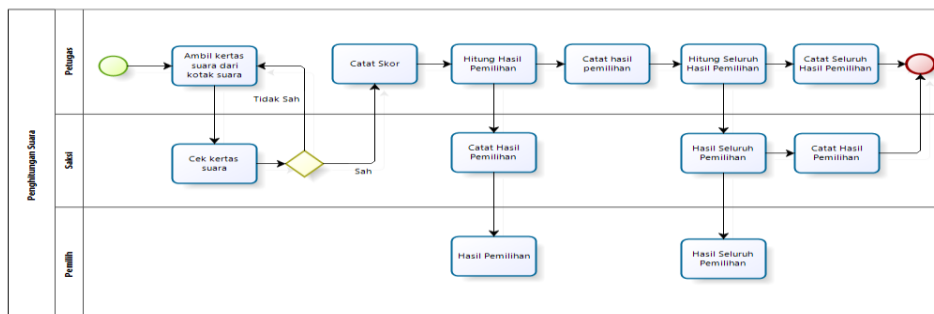 Penghitungan Suara
Petugas
Ambil kertas
suara dari
kotak suara
Catat Skor
Hitung Hasil
Pemilihan
Catat hasil
pemilihan
Hitung Seluruh
Hasil Pemilihan
Catat Seluruh
Hasil Pemilihan
Tidak Sah
Saksi
Cek kertas
suara
Sah
Catat Hasil
Pemilihan
Hasil Seluruh
Pemilihan
Catat Hasil
Pemilihan
Pemilih
Hasil Pemilihan
Hasil Seluruh
Pemilihan